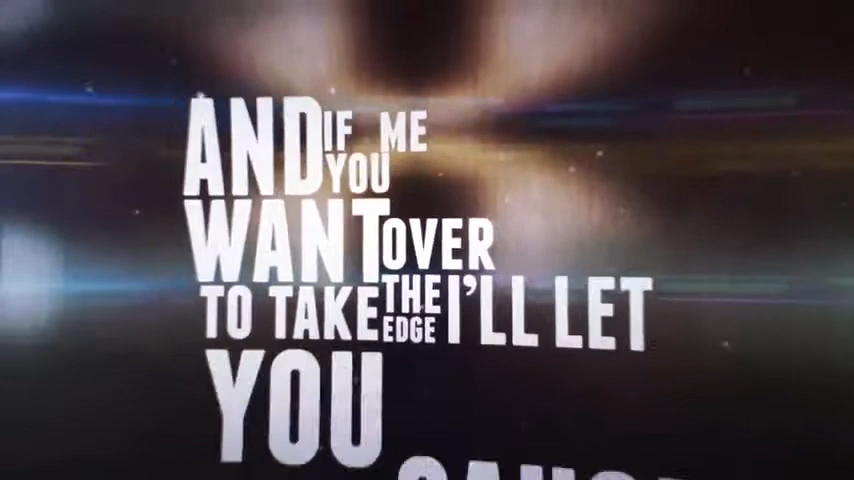 AND IF YOU ME
WANT OVER
TO TAKE THE EDGE I'LL LET
YOU